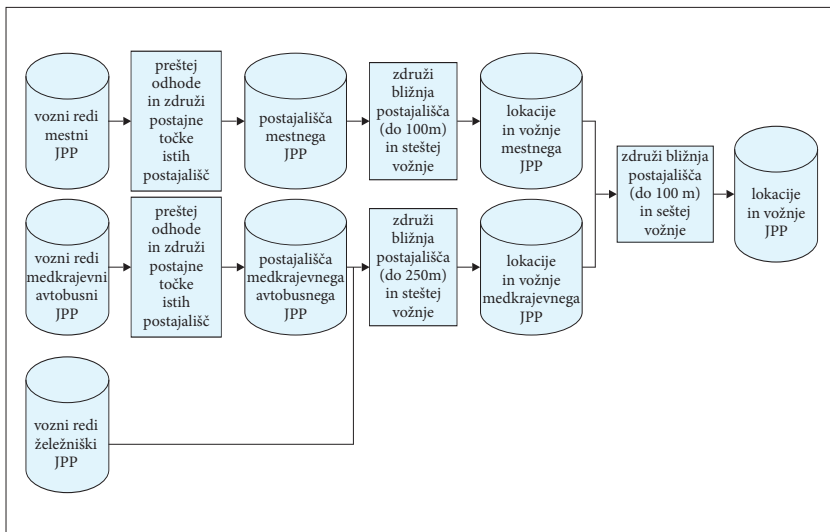 vozni redi
mestni
JPP
preštej
odhode
in združi
postajne
točke
istih
postajališč
postajališča
mestnega
JPP
združi
bližnja
postajališča
(do 100m)
in steštej
vožnje
lokacije
in vožnje
mestnega
JPP
vozni redi
medkrajevni
avtobusni
JPP
preštej
odhode
in združi
postajne
točke
istih
postajališč
postajališča
medkrajevnega
avtobusnega
JPP
združi
bližnja
postajališča
(do 250m)
in steštej
vožnje
lokacije
in vožnje
medkrajevnega
JPP
združi bližnja
postajališča
(do 100 m)
in seštej
vožnje
lokacije
in vožnje
JPP
vozni redi
železniški
JPP